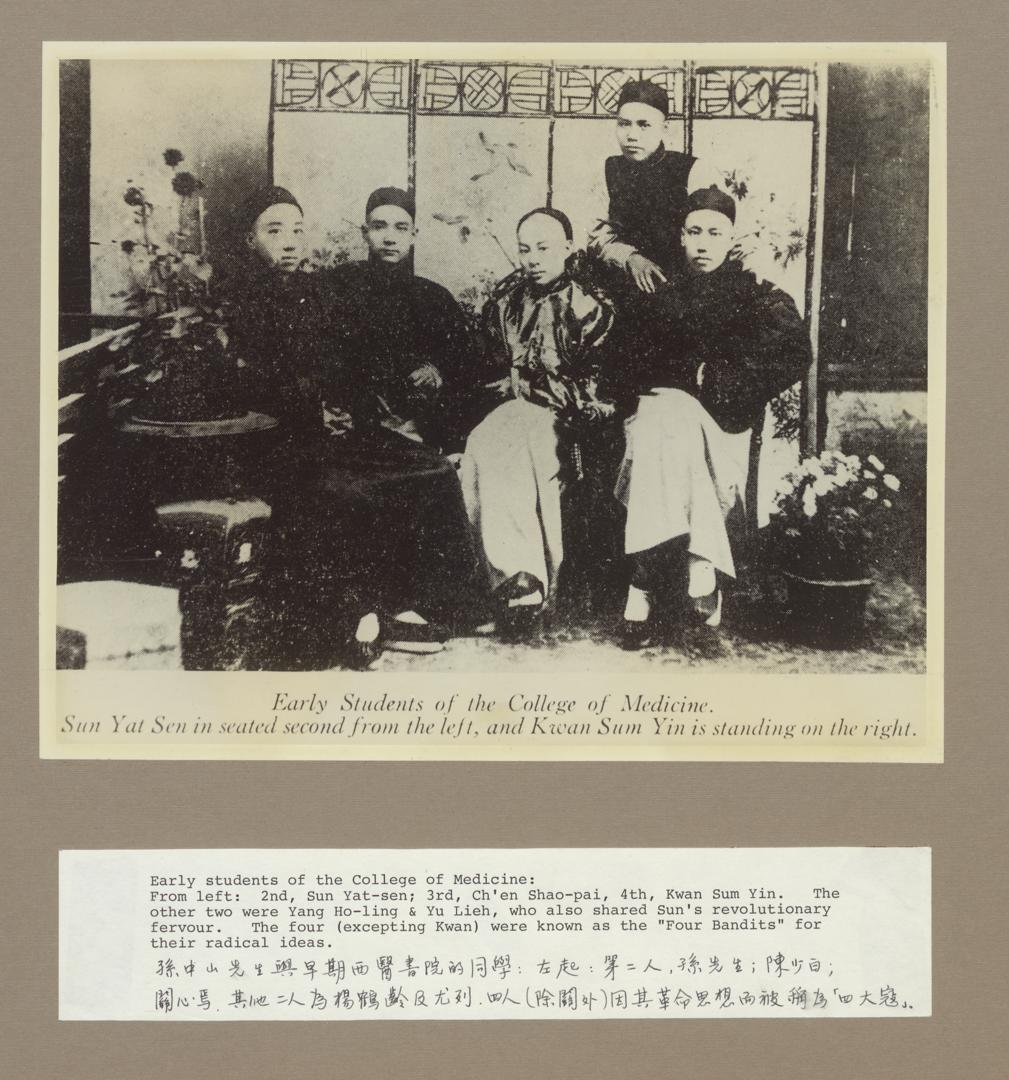 Early Students of the College of Medicine.
Sun Yat Sen in seated second from the left, and Kwan Sum Yin is standing on the right.
Early students of the College of Medicine:
From left: 2nd, Sun Yat-sen; 3rd, Ch'en Shao-pai, 4th, Kwan Sum Yin. The
other two were Yang Ho-ling & Yu Lieh, who also shared Sun's revolutionary
fervour. The four (excepting Kwan) were known as the "Four Bandits" for
their radical ideas.
孫中山先生與早期西醫書院的同學：左起：第二人，孫先生；陳少白；
關心焉．其他二人為楊鶴齡及尤列．四人（除關外）因其革命思想而被稱為「四大寇」．